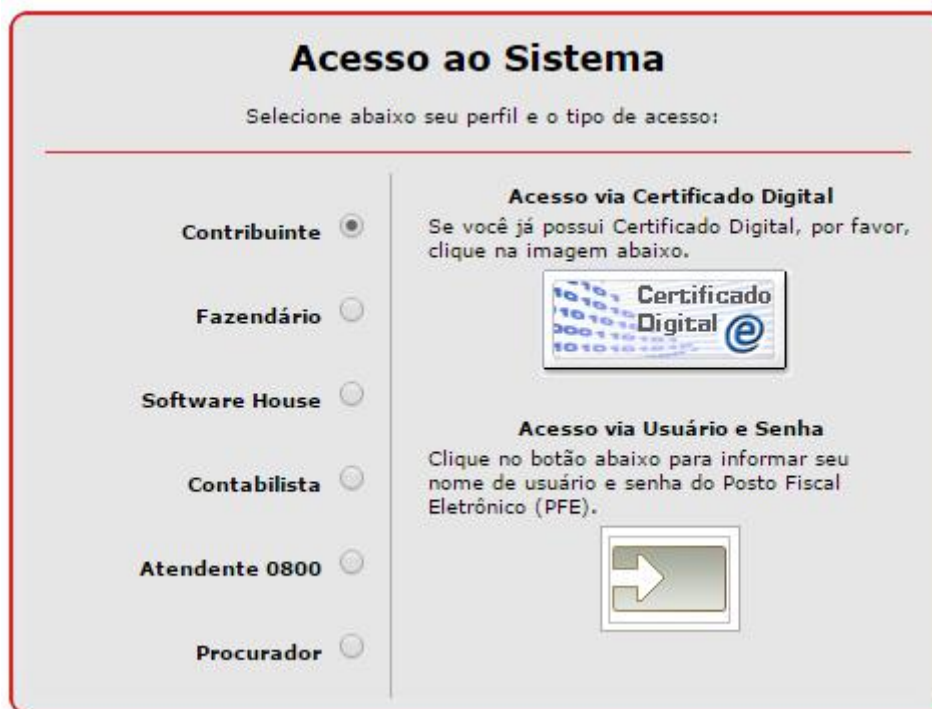 Acesso ao Sistema
Selecione abaixo seu perfil e o tipo de acesso:
Contribuinte
Fazendário
Software House
Contabilista
Atendente 0800
Procurador
Acesso via Certificado Digital
Se você já possui Certificado Digital, por favor,
clique na imagem abaixo.
Certificado
Digital
Acesso via Usuário e Senha
Clique no botão abaixo para informar seu
nome de usuário e senha do Posto Fiscal
Eletrônico (PFE).